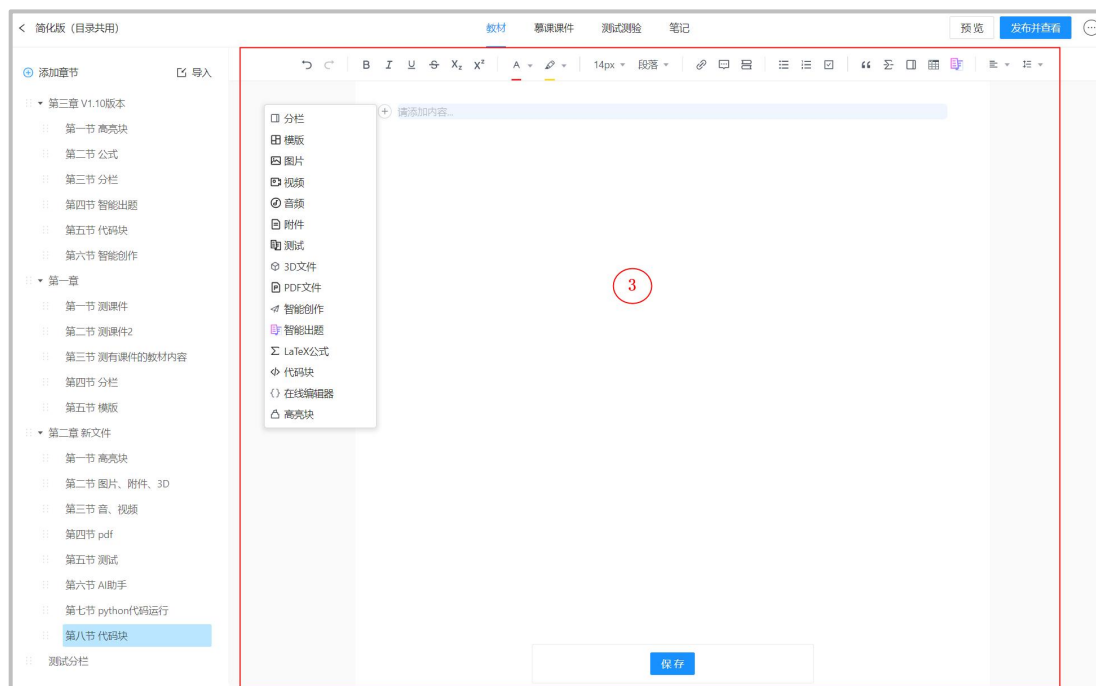 简化版（目录共用）
教材 慕课课件 测试测验 笔记
预览 发布并查看
添加章节 导入
B I U S X₂ X² A 14px 段落
第三章 V1.10版本
第一节 高亮块
第二节 公式
第三节 分栏
第四节 智能出题
第五节 代码块
第六节 智能创作
第一章
第一节 测课件
第二节 测课件2
第三节 测有课件的教材内容
第四节 分栏
第五节 模版
第二章 新文件
第一节 高亮块
第二节 图片、附件、3D
第三节 音、视频
第四节 pdf
第五节 测试
第六节 AI助手
第七节 python代码运行
第八节 代码块
测试分栏
请添加内容...
分栏
模版
图片
视频
音频
附件
测试
3D文件
PDF文件
智能创作
智能出题
LaTeX公式
代码块
在线编辑器
高亮块
3
保存